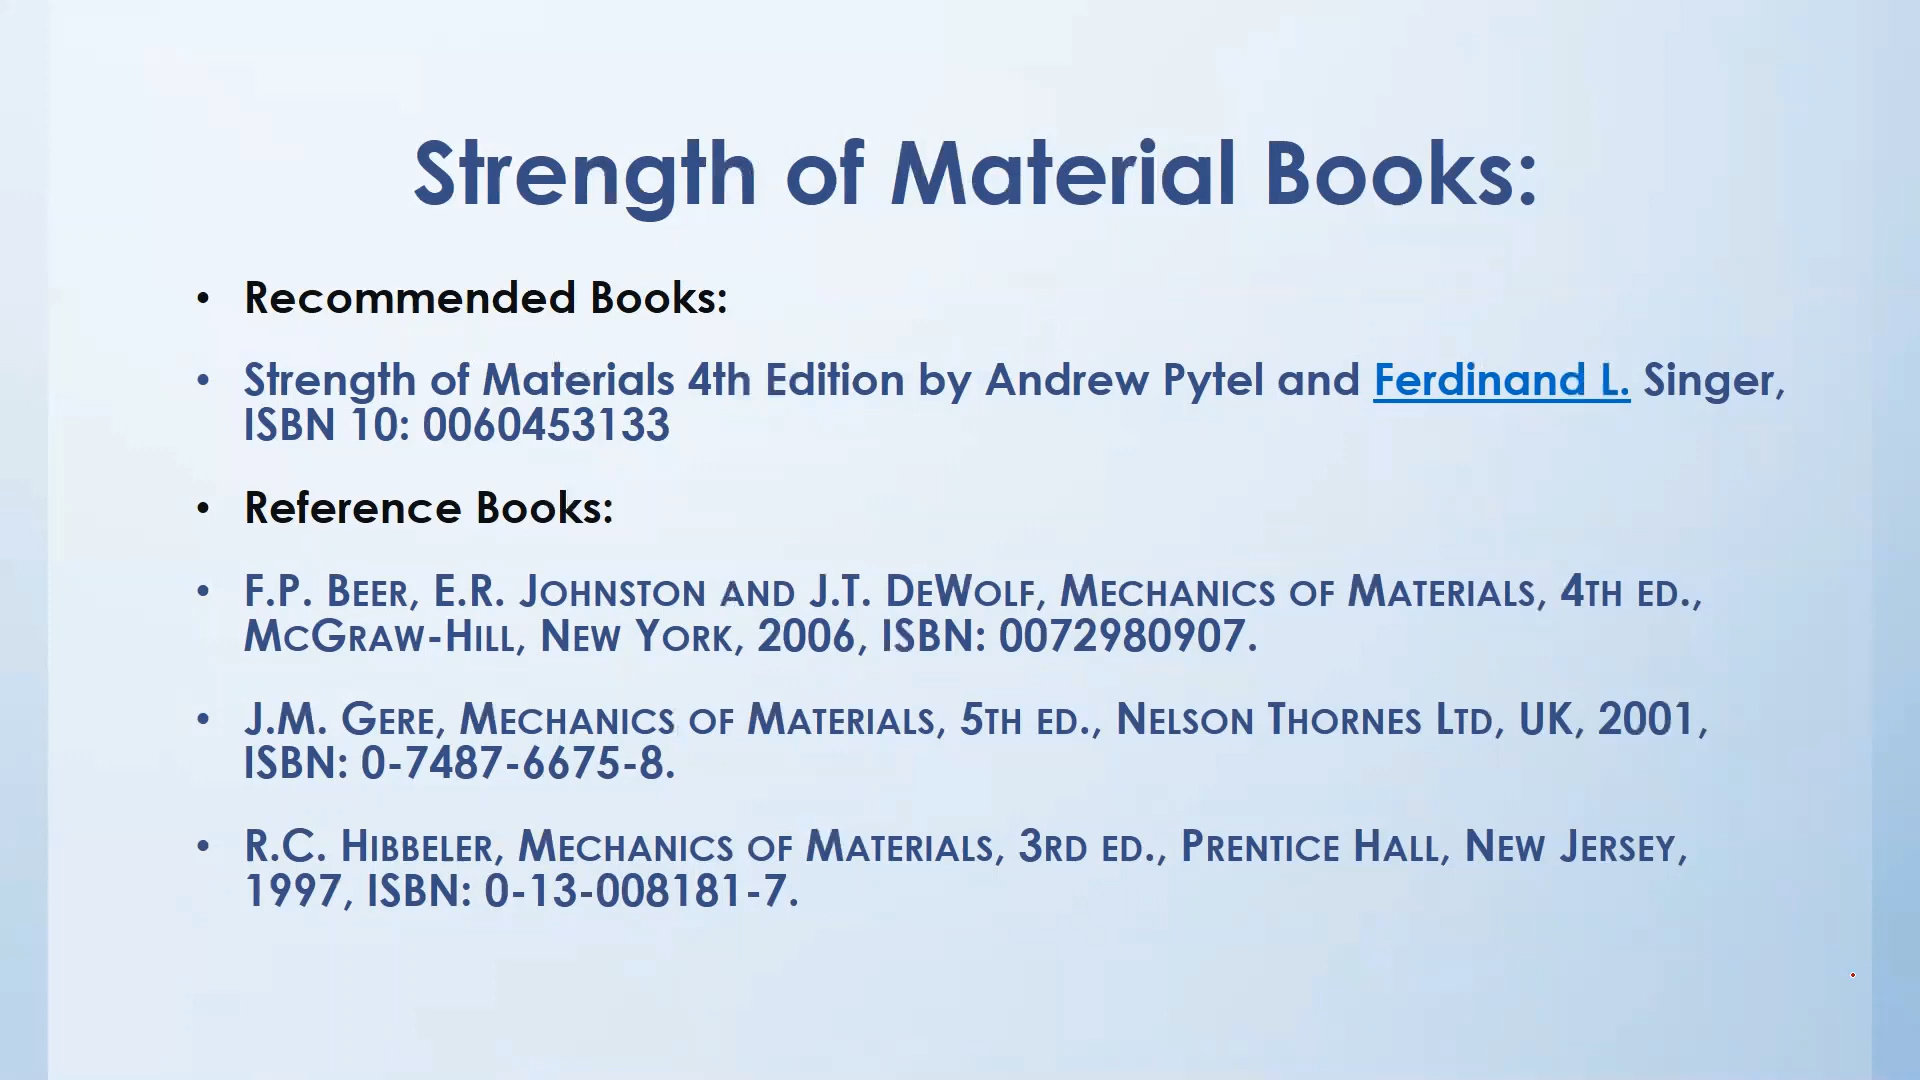 Strength of Material Books:
• Recommended Books:
• Strength of Materials 4th Edition by Andrew Pytel and Ferdinand L. Singer,
ISBN 10: 0060453133
• Reference Books:
• F.P. Beer, E.R. Johnston and J.T. DeWolf, Mechanics of Materials, 4th ed.,
McGraw-Hill, New York, 2006, ISBN: 0072980907.
• J.M. Gere, Mechanics of Materials, 5th ed., Nelson Thornes Ltd, UK, 2001,
ISBN: 0-7487-6675-8.
• R.C. Hibbeler, Mechanics of Materials, 3rd ed., Prentice Hall, New Jersey,
1997, ISBN: 0-13-008181-7.